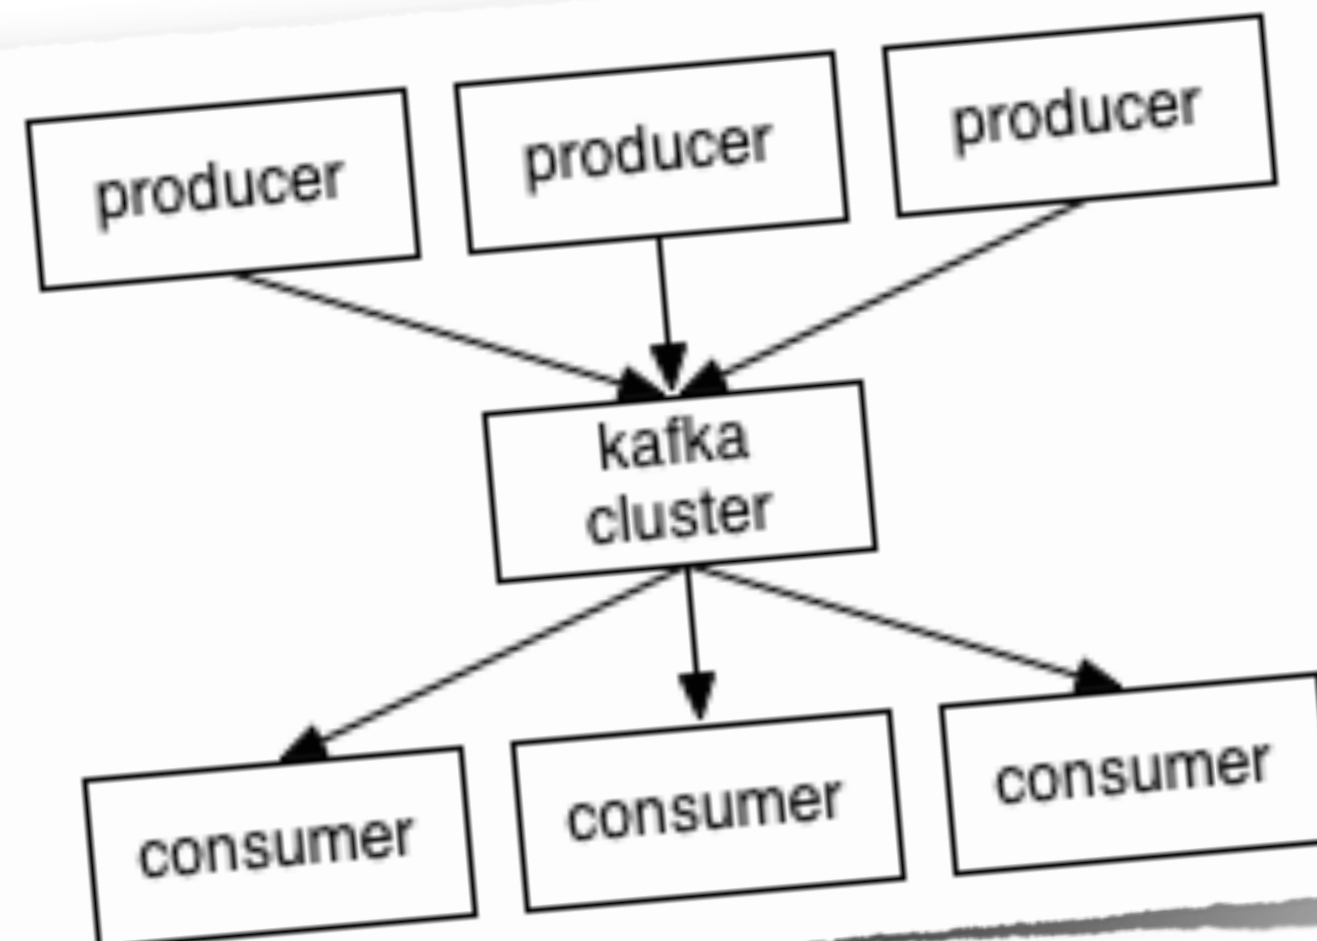 producer
producer
producer
kafka
cluster
consumer
consumer
consumer